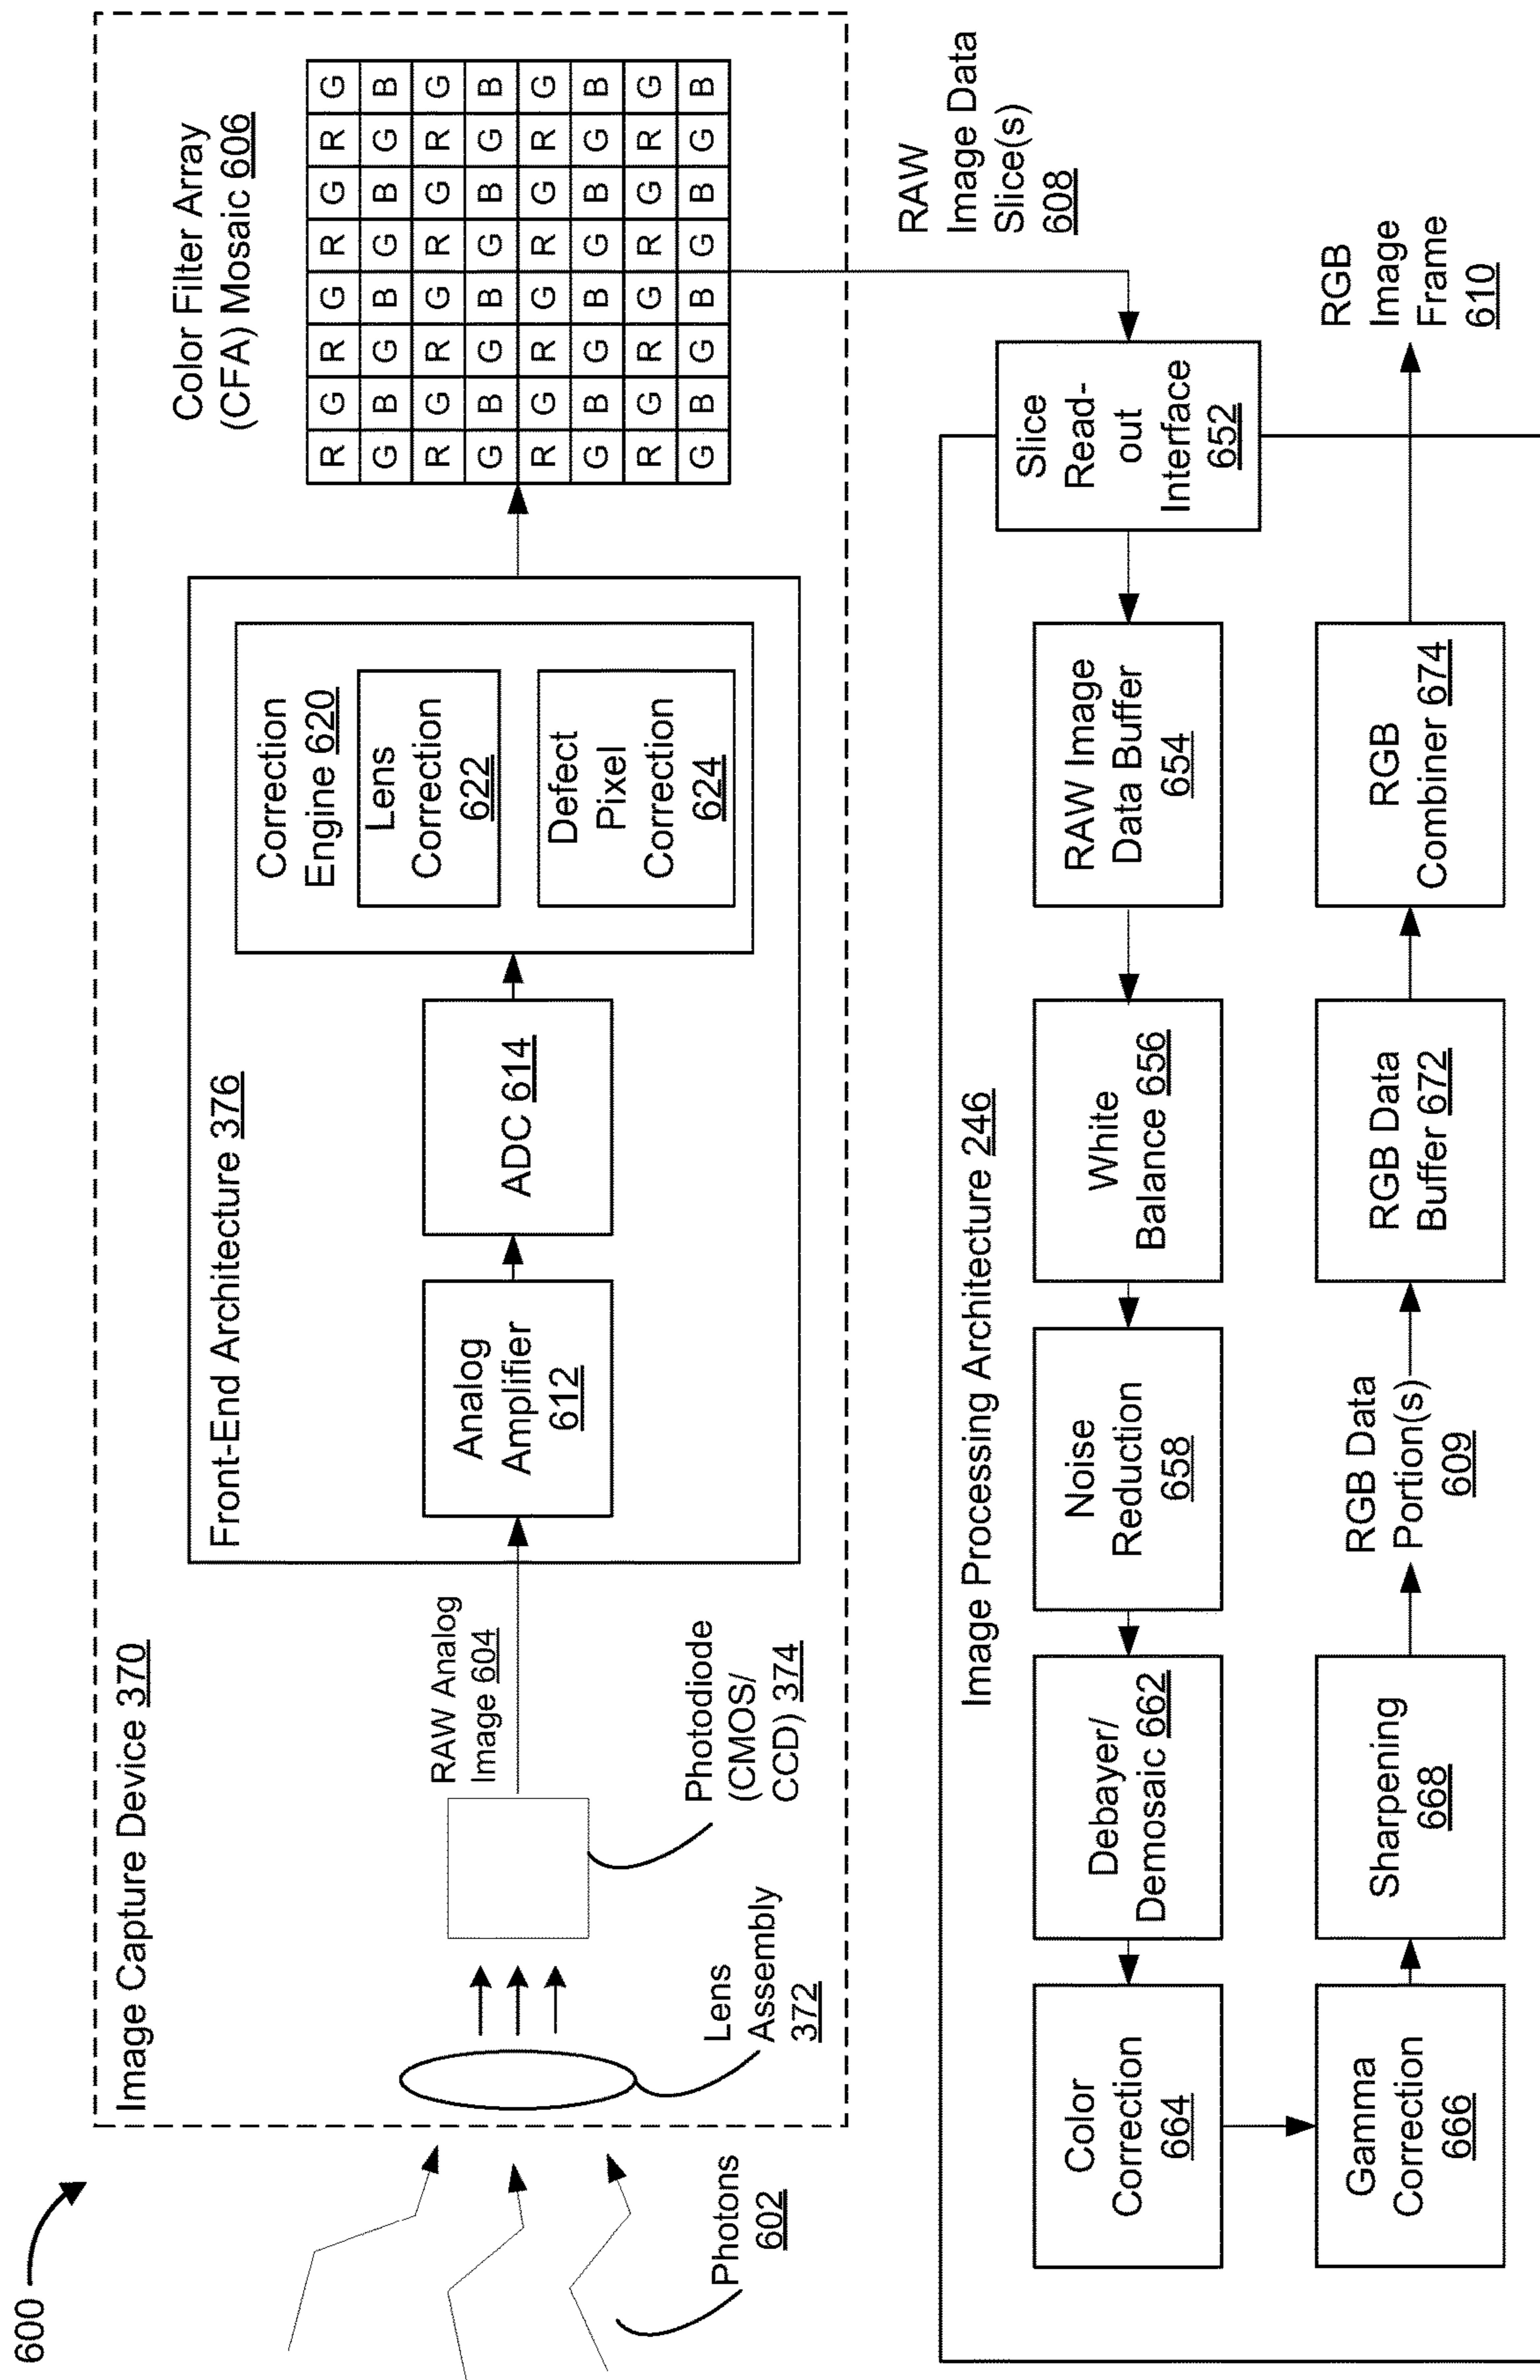 600
Image Capture Device 370
Color Filter Array
(CFA) Mosaic 606
Front-End Architecture 376
Correction
Engine 620
Lens
Correction
622
Defect
Pixel
Correction
624
ADC 614
Analog
Amplifier
612
RAW Analog
Image 604
Photodiode
(CMOS/
CCD) 374
Lens
Assembly
372
Photons
602
R G R G R G R G
G B G B G B G B
R G R G R G R G
G B G B G B G B
R G R G R G R G
G B G B G B G B
R G R G R G R G
G B G B G B G B
RAW
Image Data
Slice(s)
608
Image Processing Architecture 246
Slice
Read-
out
Interface
652
RAW Image
Data Buffer
654
White
Balance 656
Noise
Reduction
658
Debayer/
Demosaic 662
Color
Correction
664
Gamma
Correction
666
Sharpening
668
RGB Data
Portion(s)
609
RGB Data
Buffer 672
RGB
Combiner 674
RGB
Image
Frame
610